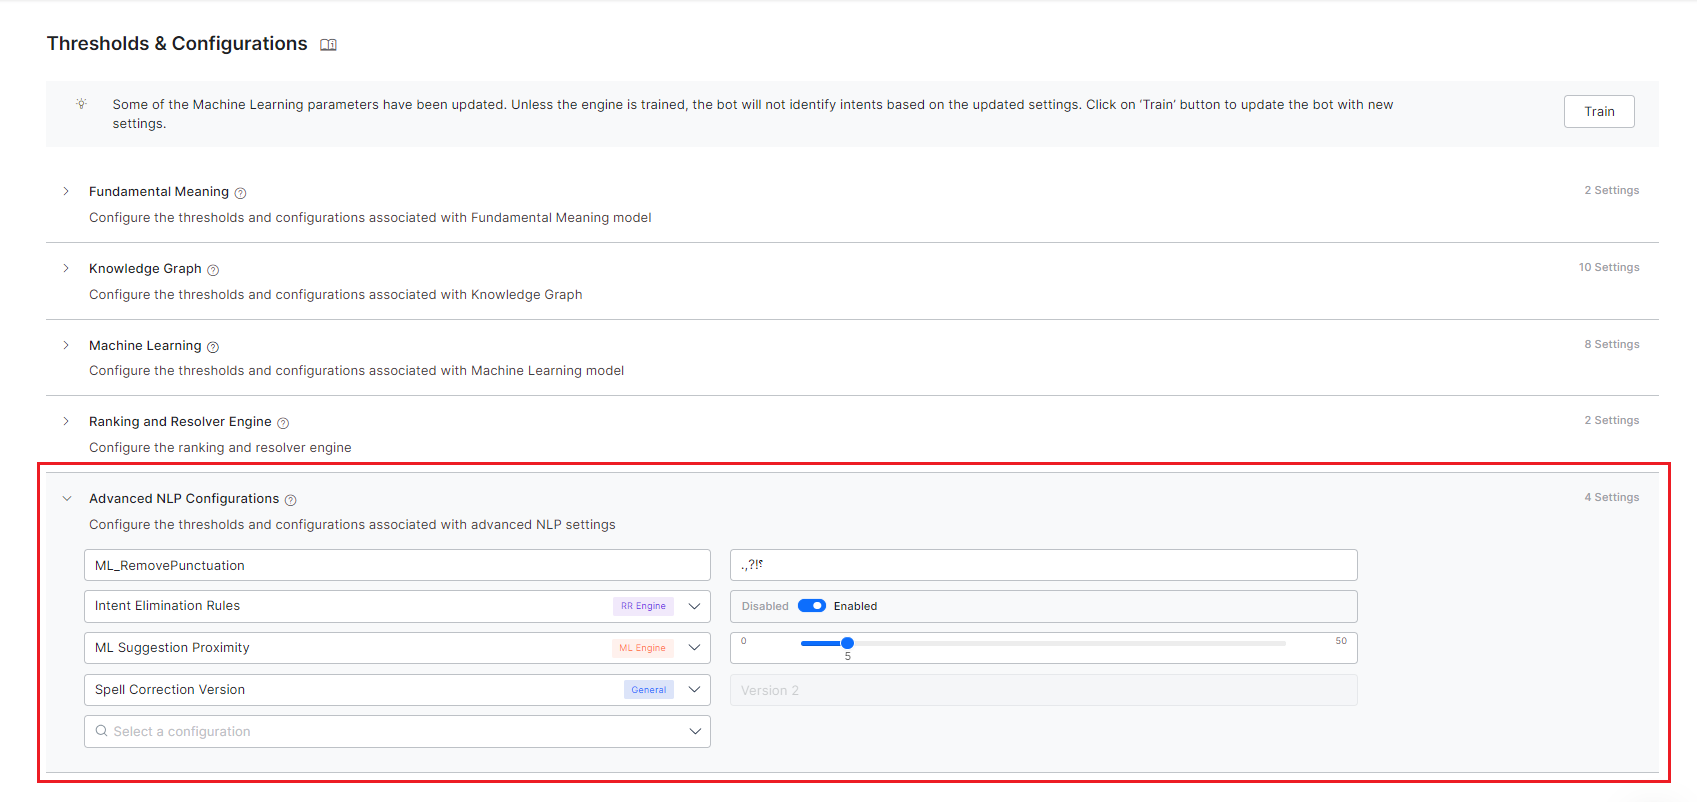 Thresholds & Configurations
Some of the Machine Learning parameters have been updated. Unless the engine is trained, the bot will not identify intents based on the updated settings. Click on ‘Train’ button to update the bot with new
settings.
Train
Fundamental Meaning
2 Settings
Configure the thresholds and configurations associated with Fundamental Meaning model
Knowledge Graph
10 Settings
Configure the thresholds and configurations associated with Knowledge Graph
Machine Learning
8 Settings
Configure the thresholds and configurations associated with Machine Learning model
Ranking and Resolver Engine
2 Settings
Configure the ranking and resolver engine
Advanced NLP Configurations
4 Settings
Configure the thresholds and configurations associated with advanced NLP settings
ML_RemovePunctuation
.,?!؟
Intent Elimination Rules
RR Engine
Disabled
Enabled
ML Suggestion Proximity
ML Engine
0
50
5
Spell Correction Version
General
Version 2
Select a configuration